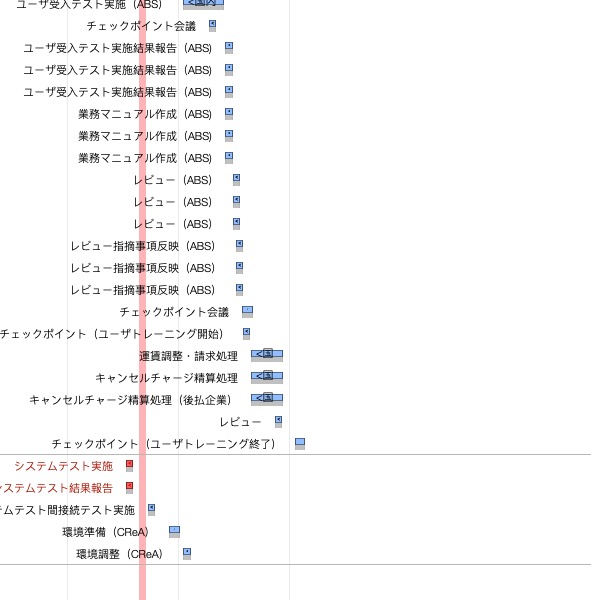 ユーザ受入テスト実施（ABS）
チェックポイント会議
ユーザ受入テスト実施結果報告（ABS）
ユーザ受入テスト実施結果報告（ABS）
ユーザ受入テスト実施結果報告（ABS）
業務マニュアル作成（ABS）
業務マニュアル作成（ABS）
業務マニュアル作成（ABS）
レビュー（ABS）
レビュー（ABS）
レビュー（ABS）
レビュー指摘事項反映（ABS）
レビュー指摘事項反映（ABS）
レビュー指摘事項反映（ABS）
チェックポイント会議
チェックポイント（ユーザトレーニング開始）
運賃調整・請求処理
キャンセルチャージ精算処理
キャンセルチャージ精算処理（後払企業）
レビュー
チェックポイント（ユーザトレーニング終了）
システムテスト実施
システムテスト結果報告
テムテスト間接続テスト実施
環境準備（CReA）
環境調整（CReA）